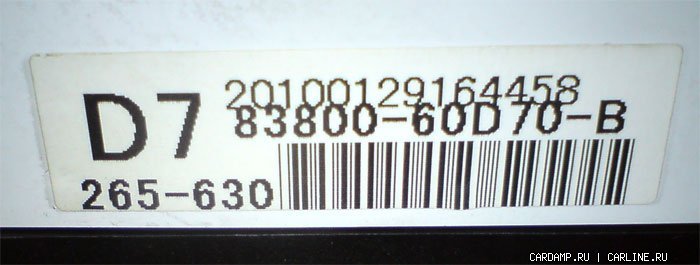 D7
20100129164458
83800-60D70-B
265-630
CARDAMP.RU | CARLINE.RU